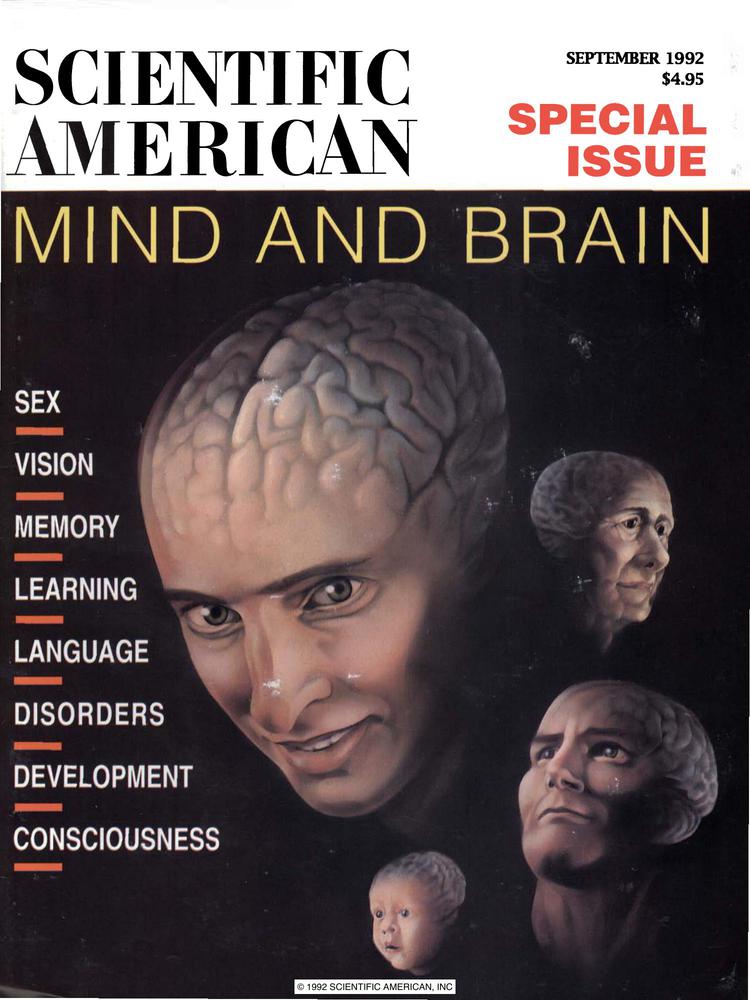 SCIENTIFIC
AMERICAN
SEPTEMBER 1992
$4.95
SPECIAL
ISSUE
MIND AND BRAIN
SEX
VISION
MEMORY
LEARNING
LANGUAGE
DISORDERS
DEVELOPMENT
CONSCIOUSNESS
© 1992 SCIENTIFIC AMERICAN, INC